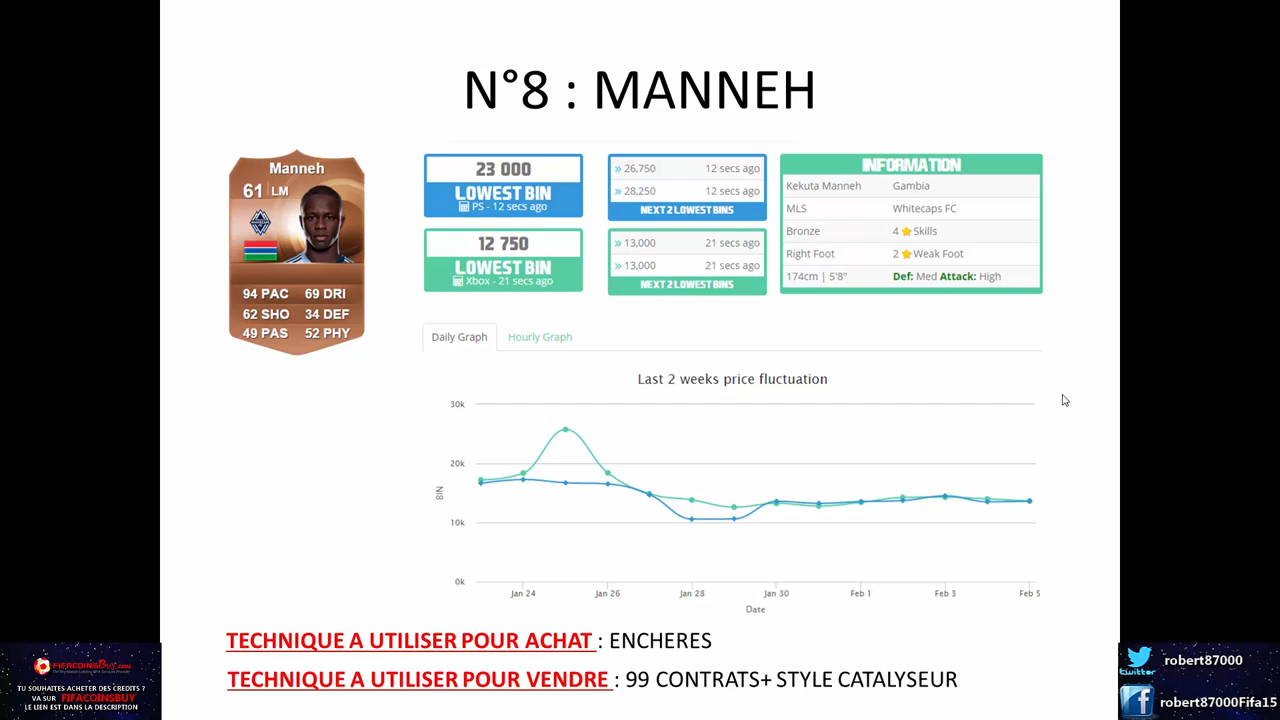 N°8 : MANNEH
Manneh
61 LM
94 PAC 69 DRI
62 SHO 34 DEF
49 PAS 52 PHY
23 000
LOWEST BIN
PS - 12 secs ago
12 750
LOWEST BIN
Xbox - 21 secs ago
» 26,750 12 secs ago
» 28,250 12 secs ago
NEXT 2 LOWEST BINS
» 13,000 21 secs ago
» 13,000 21 secs ago
NEXT 2 LOWEST BINS
INFORMATION
Kekuta Manneh Gambia
MLS Whitecaps FC
Bronze 4 ★ Skills
Right Foot 2 ★ Weak Foot
174cm | 5'8" Def: Med Attack: High
Daily Graph Hourly Graph
Last 2 weeks price fluctuation
30k
20k
10k
0k
BIN
Jan 24 Jan 26 Jan 28 Jan 30 Feb 1 Feb 3 Feb 5
Date
TECHNIQUE A UTILISER POUR ACHAT : ENCHERES
TECHNIQUE A UTILISER POUR VENDRE : 99 CONTRATS+ STYLE CATALYSEUR
FIFACOINSBUY.COM
TU SOUHAITES ACHETER DES CRÉDITS ?
VA SUR FIFACOINSBUY
LE LIEN EST DANS LA DESCRIPTION
twitter
robert87000
robert87000Fifa15